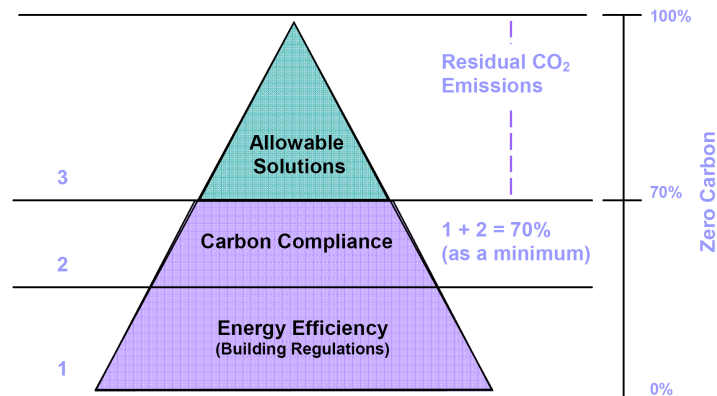 100%
Residual CO₂
Emissions
Allowable
Solutions
3
70%
Zero Carbon
Carbon Compliance
1 + 2 = 70%
(as a minimum)
2
Energy Efficiency
(Building Regulations)
1
0%